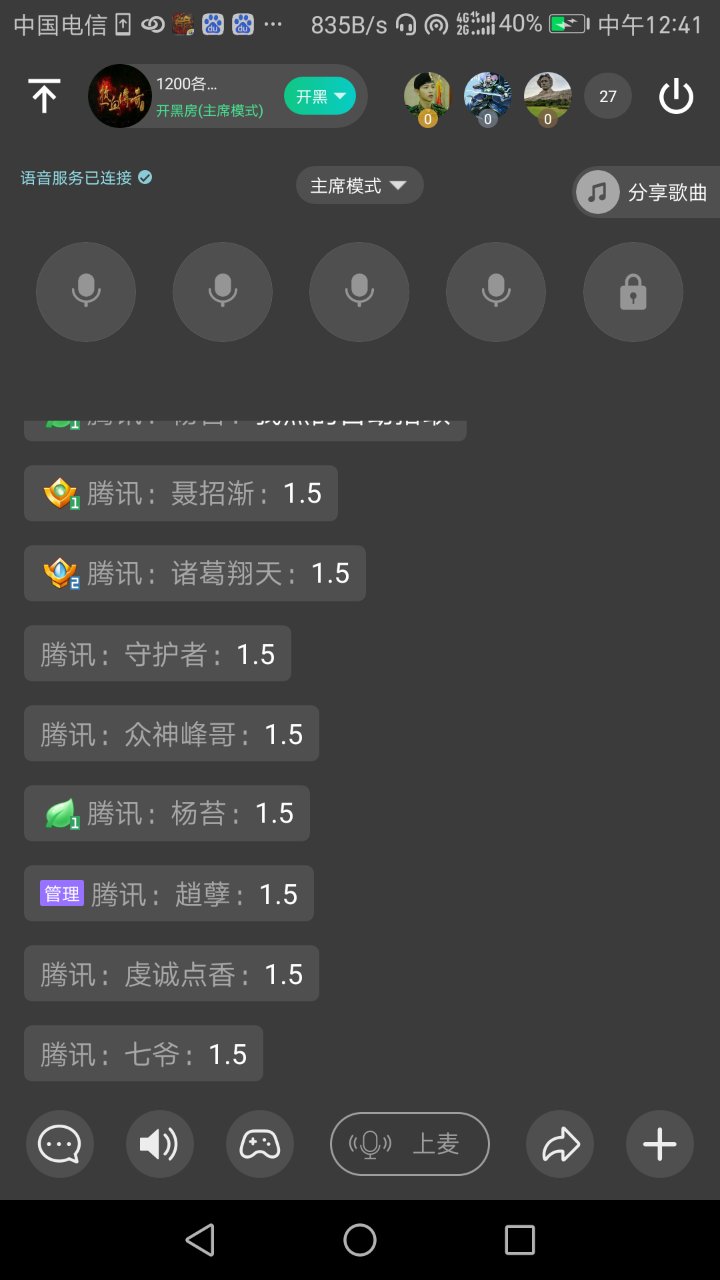 中国电信 835B/s 4G 2G 40% 中午12:41
热血传奇
1200各...
开黑房(主席模式)
开黑
0 0 0
27
语音服务已连接
主席模式
分享歌曲
腾讯：聂招渐：1.5
腾讯：诸葛翔天：1.5
腾讯：守护者：1.5
腾讯：众神峰哥：1.5
腾讯：杨苔：1.5
管理 腾讯：趙孽：1.5
腾讯：虔诚点香：1.5
腾讯：七爷：1.5
上麦